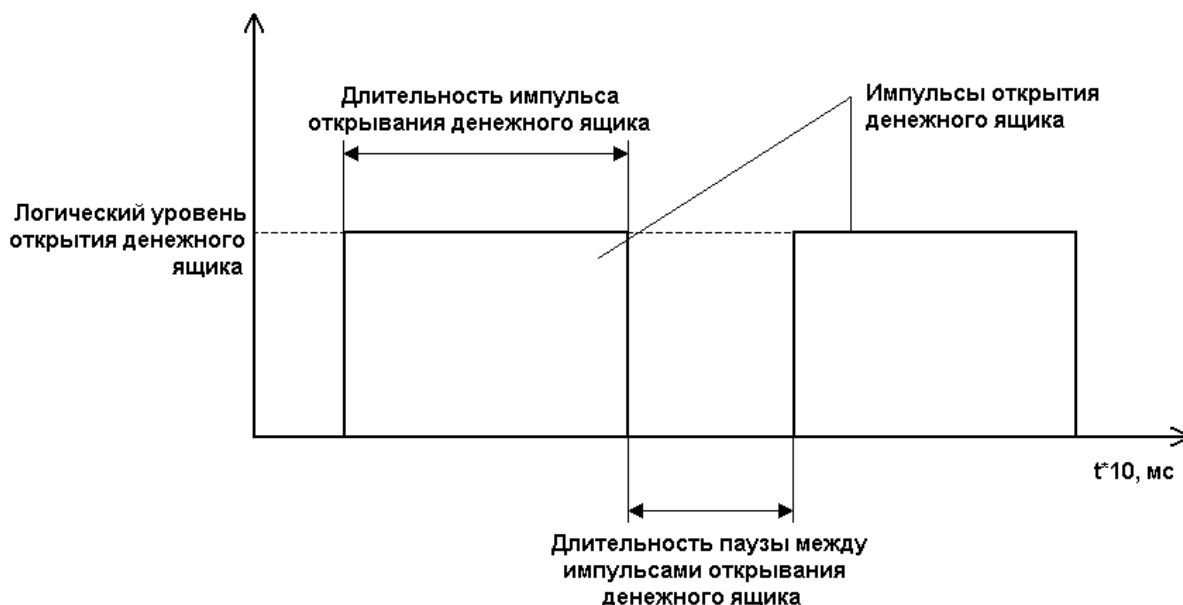 Длительность импульса
открывания денежного ящика
Импульсы открытия
денежного ящика
Логический уровень
открытия денежного
ящика
t*10, мс
Длительность паузы между
импульсами открывания
денежного ящика